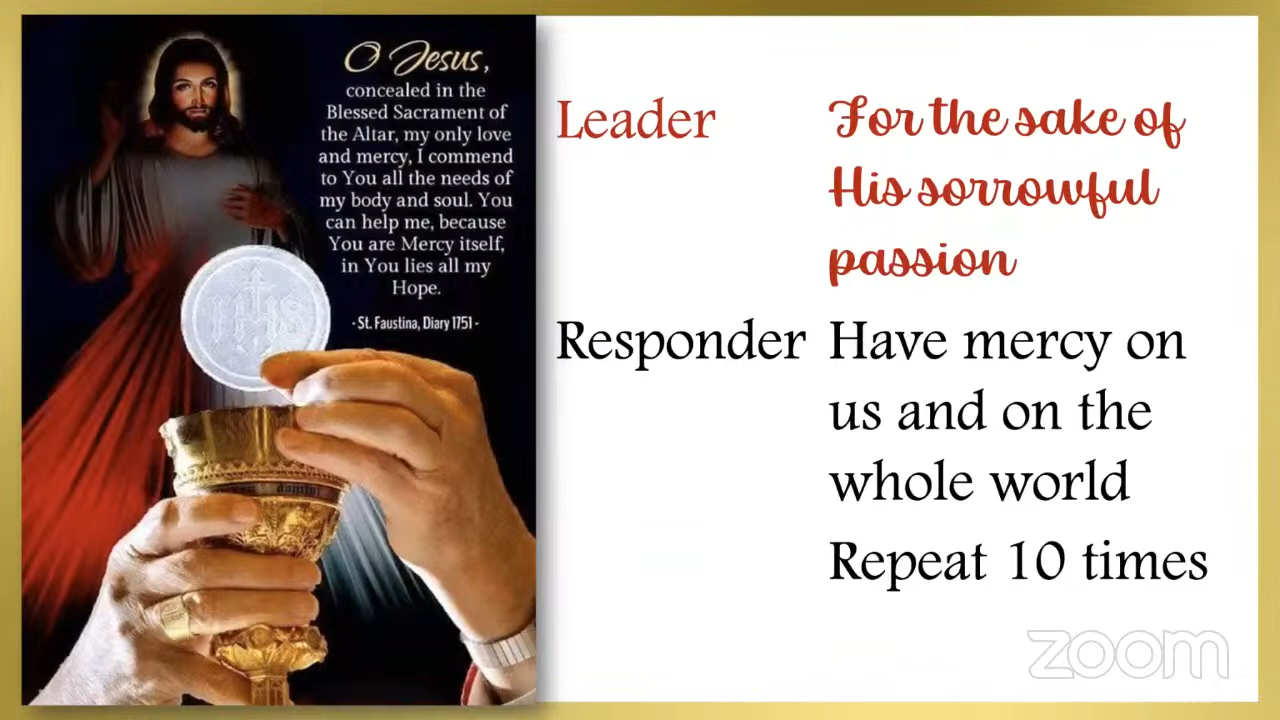 O Jesus,
concealed in the
Blessed Sacrament of
the Altar, my only love
and mercy, I commend
to You all the needs of
my body and soul. You
can help me, because
You are Mercy itself,
in You lies all my
Hope.
- St. Faustina, Diary 1751 -
IHS
Leader
For the sake of
His sorrowful
passion
Responder
Have mercy on
us and on the
whole world
Repeat 10 times
zoom